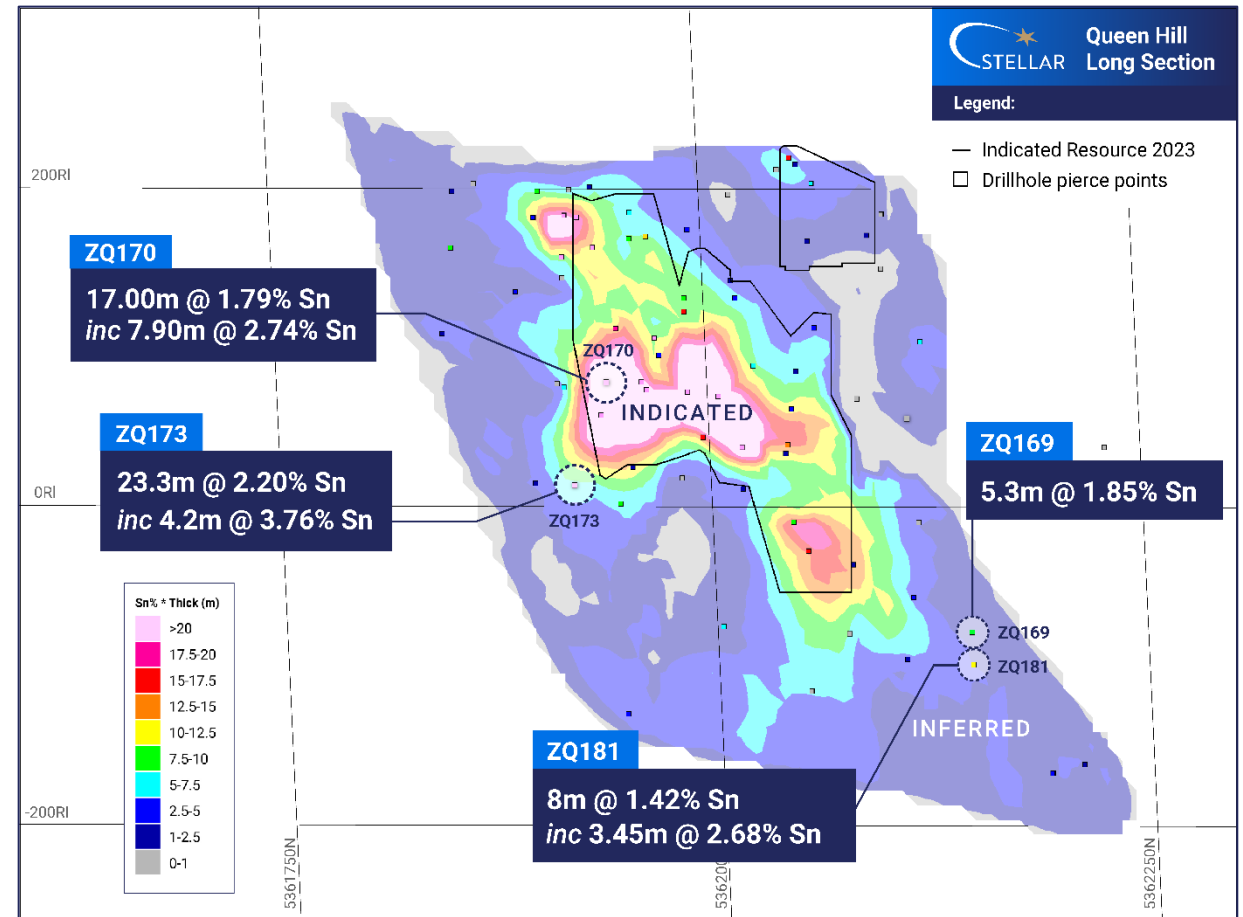 STELLAR
Queen Hill
Long Section
Legend:
Indicated Resource 2023
Drillhole pierce points
200Rl
ZQ170
17.00m @ 1.79% Sn
inc 7.90m @ 2.74% Sn
ZQ170
INDICATED
ZQ173
23.3m @ 2.20% Sn
inc 4.2m @ 3.76% Sn
ZQ173
0Rl
ZQ169
5.3m @ 1.85% Sn
ZQ169
ZQ181
INFERRED
ZQ181
8m @ 1.42% Sn
inc 3.45m @ 2.68% Sn
Sn% * Thick (m)
>20
17.5-20
15-17.5
12.5-15
10-12.5
7.5-10
5-7.5
2.5-5
1-2.5
0-1
-200Rl
5361750N
536200
5362250N